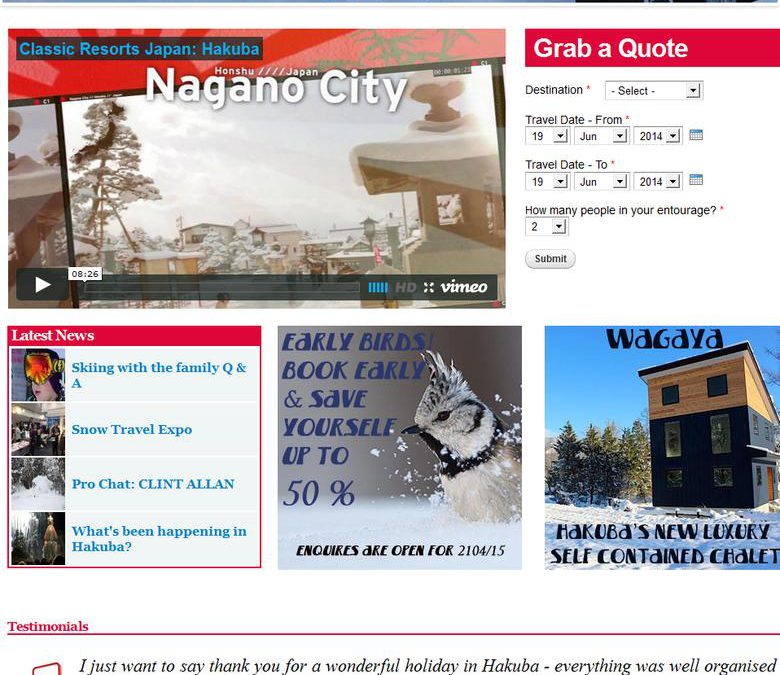 Classic Resorts Japan: Hakuba
Honshu //// Japan
Nagano City
08:26
HD
vimeo
Grab a Quote
Destination *
- Select -
Travel Date - From *
19 Jun 2014
Travel Date - To *
19 Jun 2014
How many people in your entourage? *
2
Submit
Latest News
Skiing with the family Q &
A
Snow Travel Expo
Pro Chat: CLINT ALLAN
What's been happening in
Hakuba?
EARLY BIRDS!
BOOK EARLY
& SAVE
YOURSELF
UP TO
50 %
ENQUIRES ARE OPEN FOR 2104/15
WAGAYA
HAKUBA'S NEW LUXURY
SELF CONTAINED CHALET
Testimonials
I just want to say thank you for a wonderful holiday in Hakuba - everything was well organised